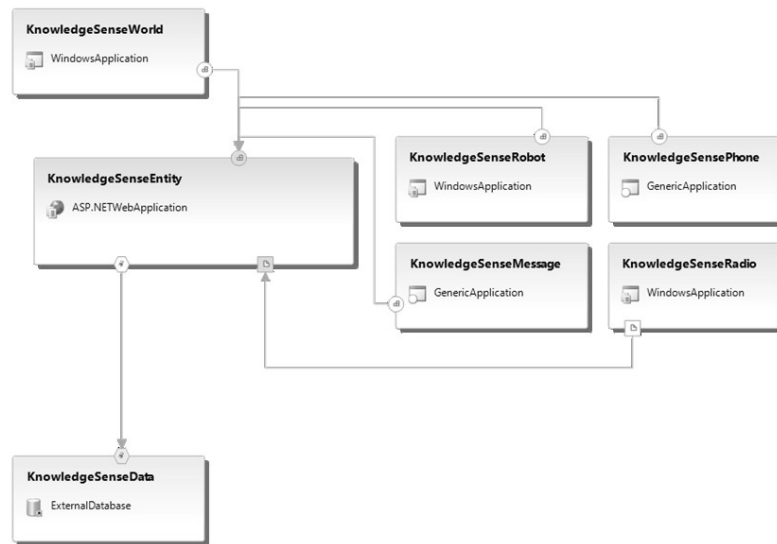 KnowledgeSenseWorld
WindowsApplication
KnowledgeSenseEntity
ASP.NETWebApplication
KnowledgeSenseRobot
WindowsApplication
KnowledgeSensePhone
GenericApplication
KnowledgeSenseMessage
GenericApplication
KnowledgeSenseRadio
WindowsApplication
KnowledgeSenseData
ExternalDatabase